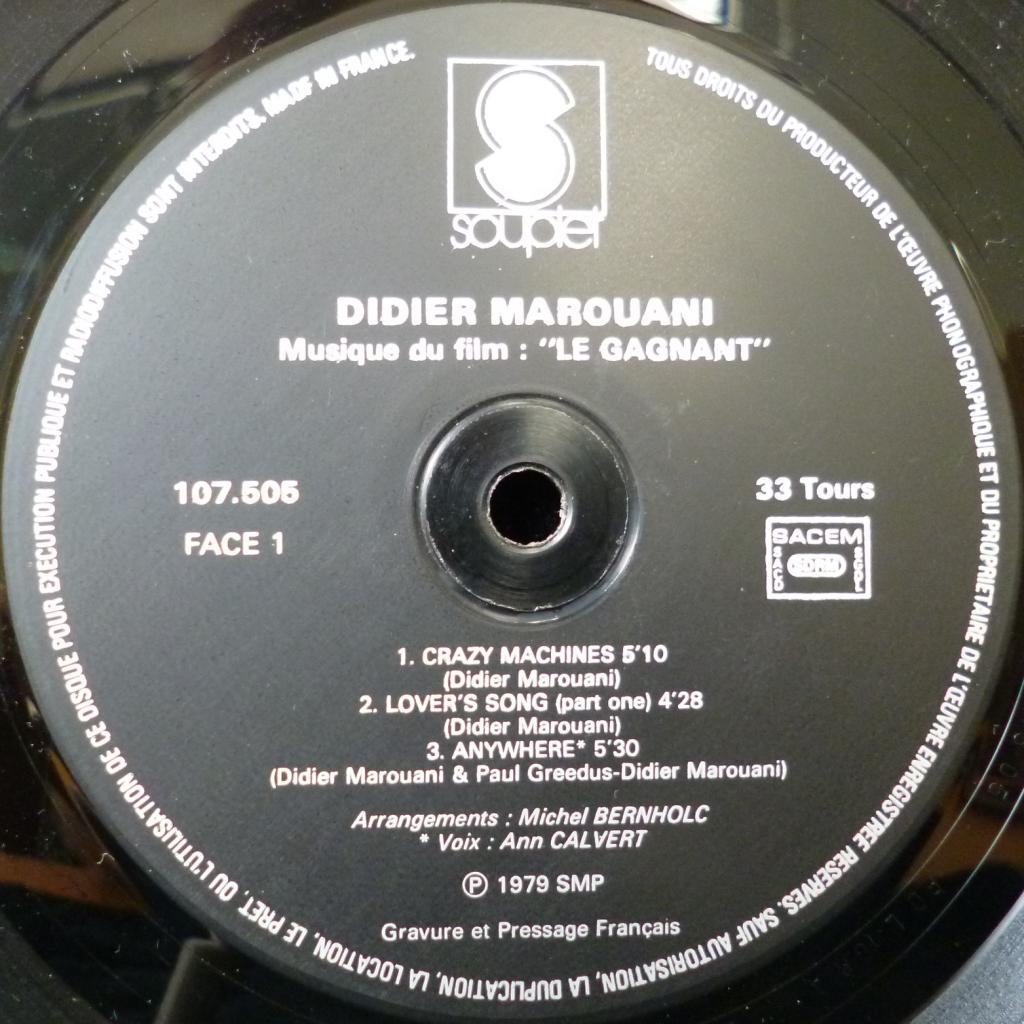 TOUS DROITS DU PRODUCTEUR DE L'ŒUVRE PHONOGRAPHIQUE ET DU PROPRIETAIRE DE L'ŒUVRE ENREGISTREE RESERVES. SAUF AUTORISATION, LA DUPLICATION, LA LOCATION, LE PRET, OU L'UTILISATION DE CE DISQUE POUR EXECUTION PUBLIQUE ET RADIODIFFUSION SONT INTERDITS. MADE IN FRANCE.
S
souplet
DIDIER MAROUANI
Musique du film : "LE GAGNANT"
107.505
FACE 1
33 Tours
SACEM
SACD
SDRM
SGDL
1. CRAZY MACHINES 5'10
(Didier Marouani)
2. LOVER'S SONG (part one) 4'28
(Didier Marouani)
3. ANYWHERE* 5'30
(Didier Marouani & Paul Greedus-Didier Marouani)
Arrangements : Michel BERNHOLC
* Voix : Ann CALVERT
Ⓟ 1979 SMP
Gravure et Pressage Français